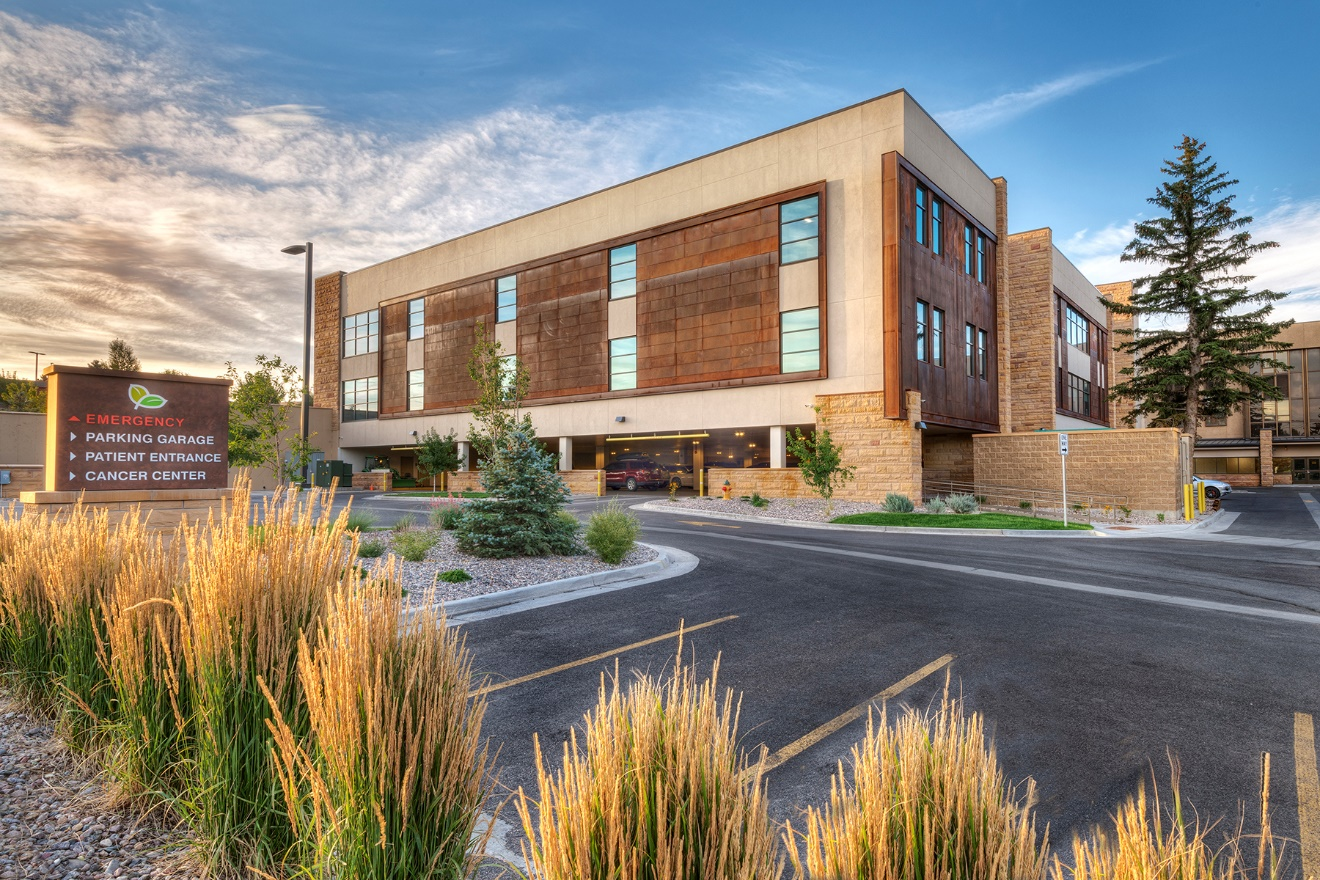 EMERGENCY
PARKING GARAGE
PATIENT ENTRANCE
CANCER CENTER